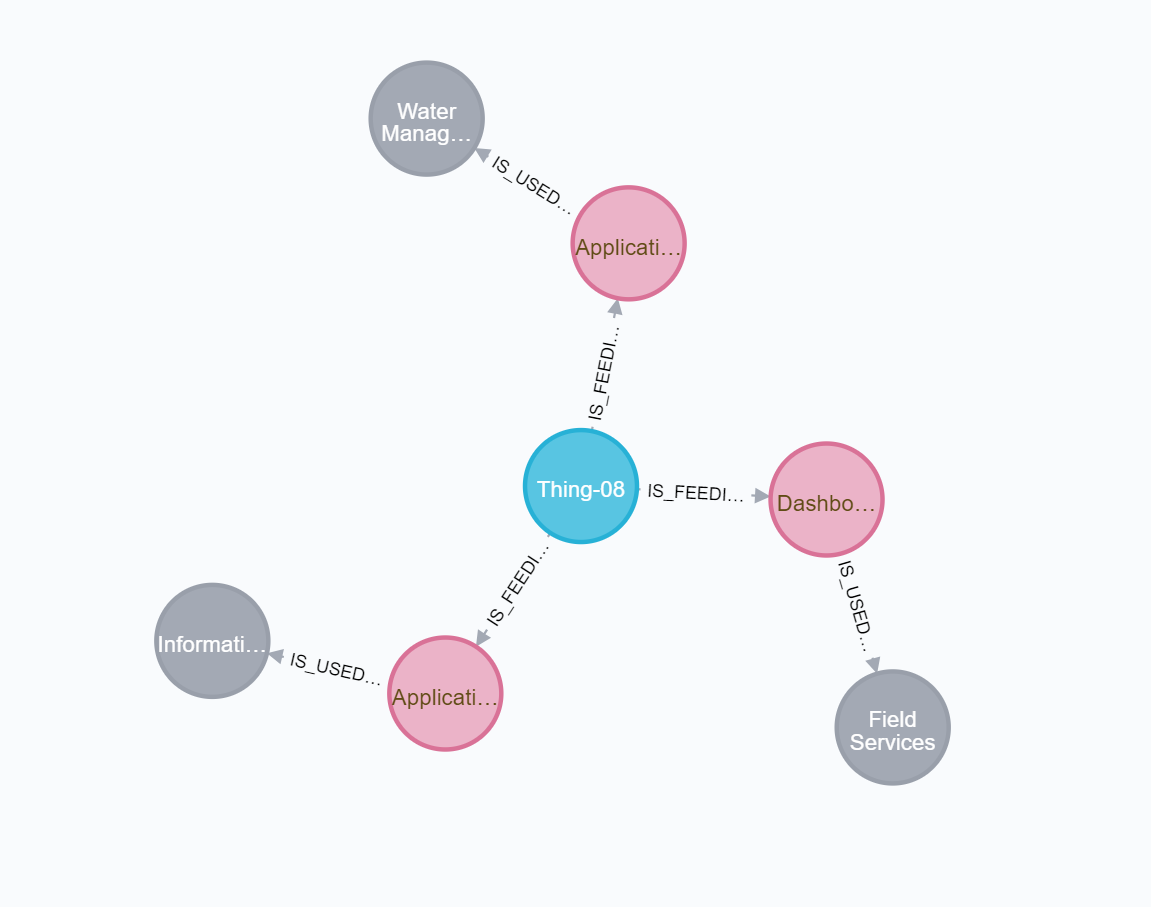 Water
Manag…
IS_USED…
Applicati…
IS_FEEDI…
Thing-08
IS_FEEDI…
Dashbo…
IS_FEEDI…
IS_USED…
Informati…
IS_USED…
Applicati…
Field
Services